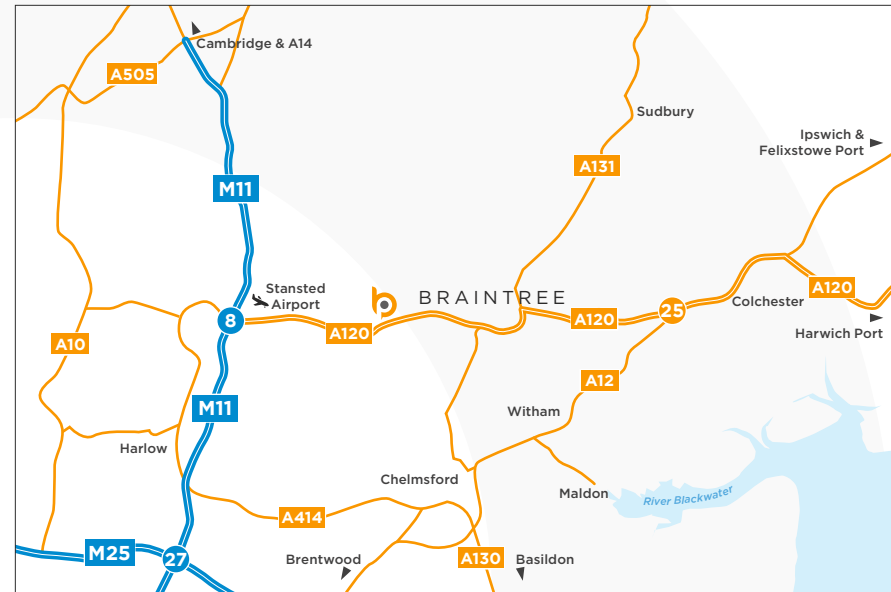 Cambridge & A14
A505
Sudbury
Ipswich &
Felixstowe Port
A131
M11
Stansted
Airport
b BRAINTREE
Colchester
A120
8
A120
A120
25
Harwich Port
A10
A12
M11
Witham
Harlow
Chelmsford
Maldon
River Blackwater
A414
M25
27
Brentwood
A130
Basildon